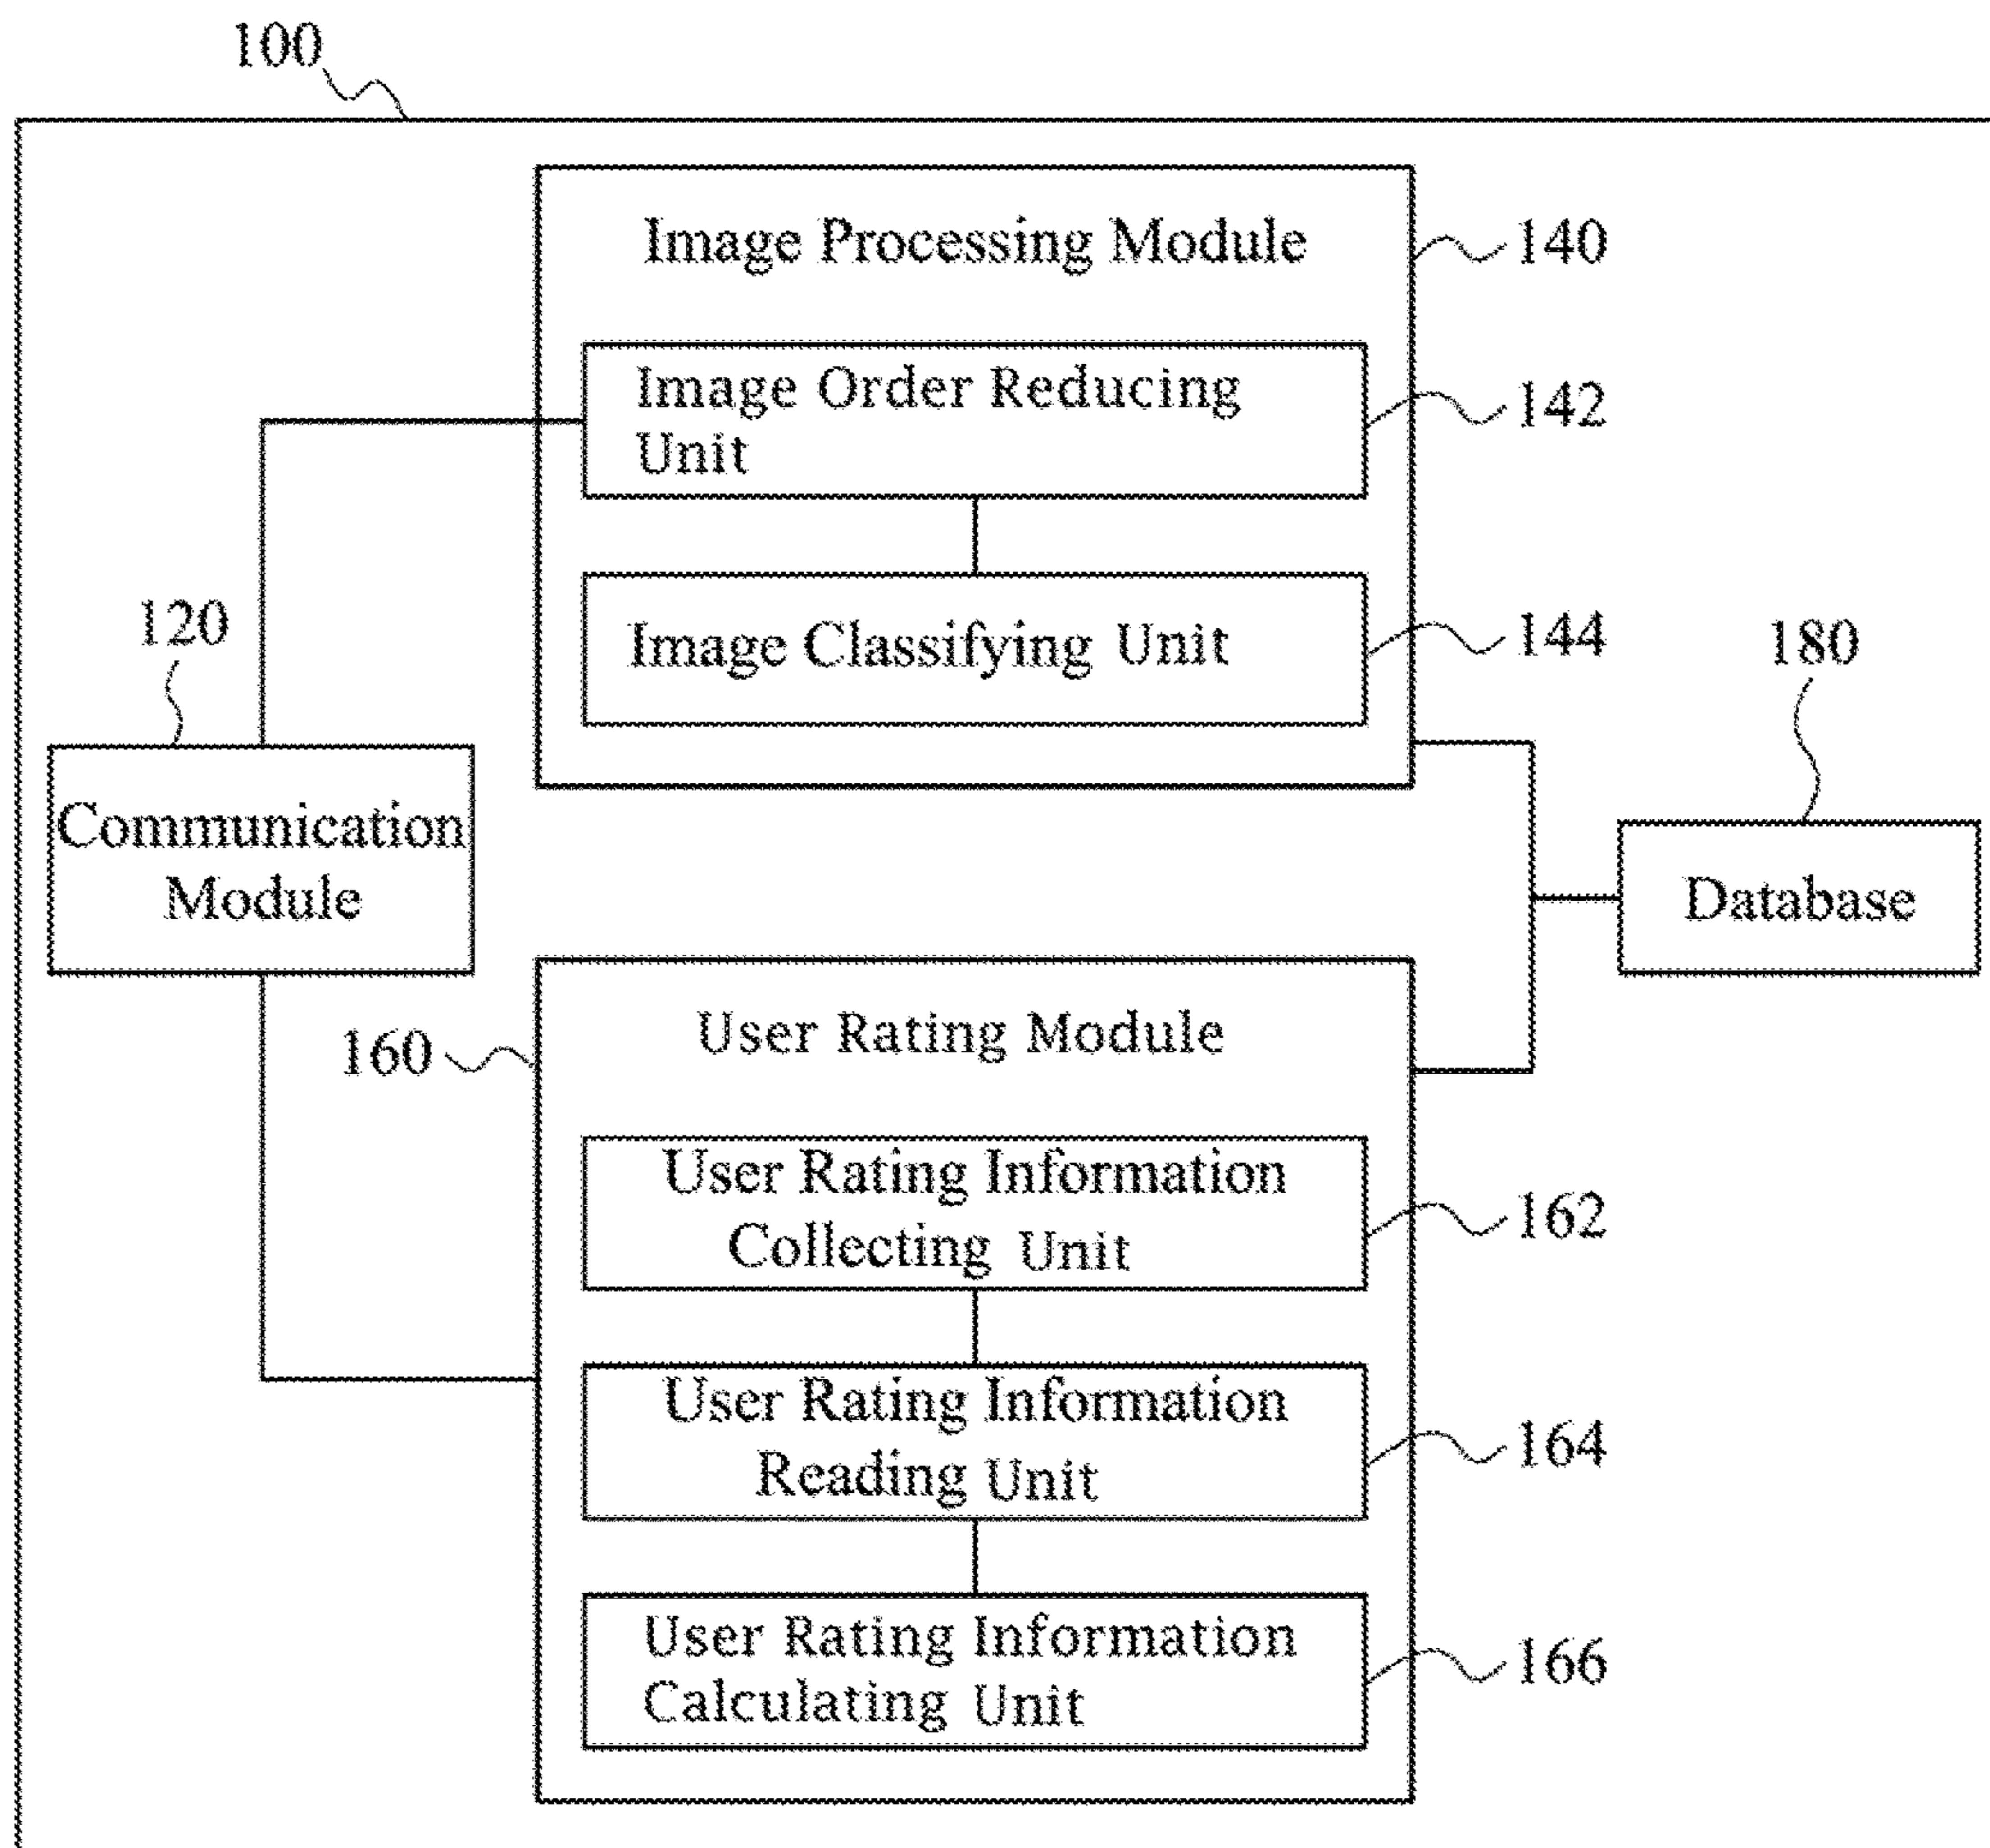 100
Image Processing Module
140
Image Order Reducing
Unit
142
Image Classifying Unit
144
120
Communication
Module
180
Database
160
User Rating Module
User Rating Information
Collecting Unit
162
User Rating Information
Reading Unit
164
User Rating Information
Calculating Unit
166